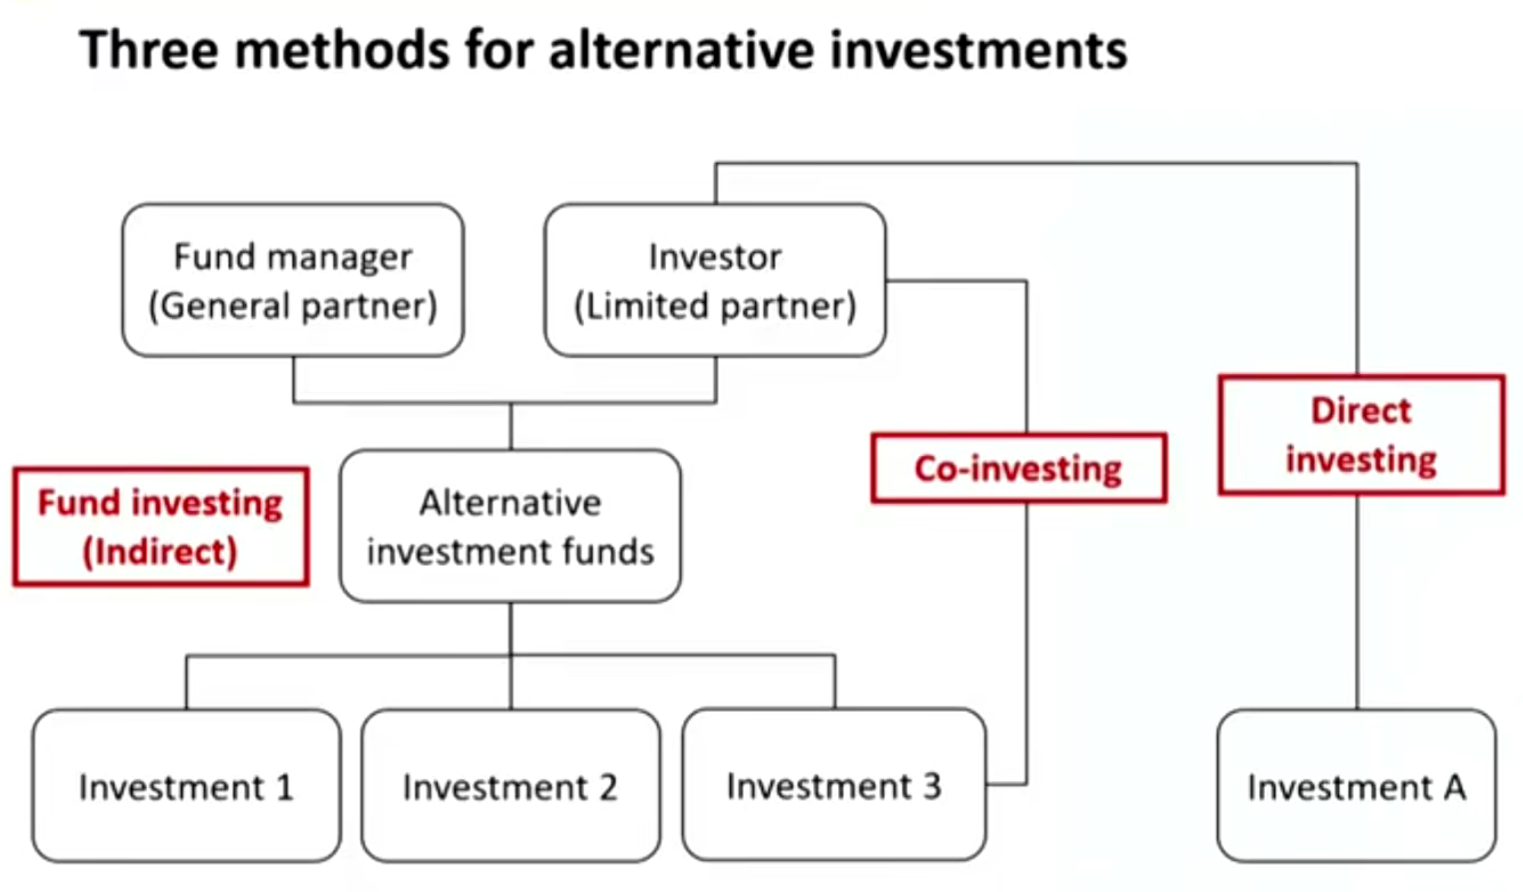 Three methods for alternative investments
Fund manager
(General partner)
Investor
(Limited partner)
Direct
investing
Co-investing
Fund investing
(Indirect)
Alternative
investment funds
Investment 1
Investment 2
Investment 3
Investment A